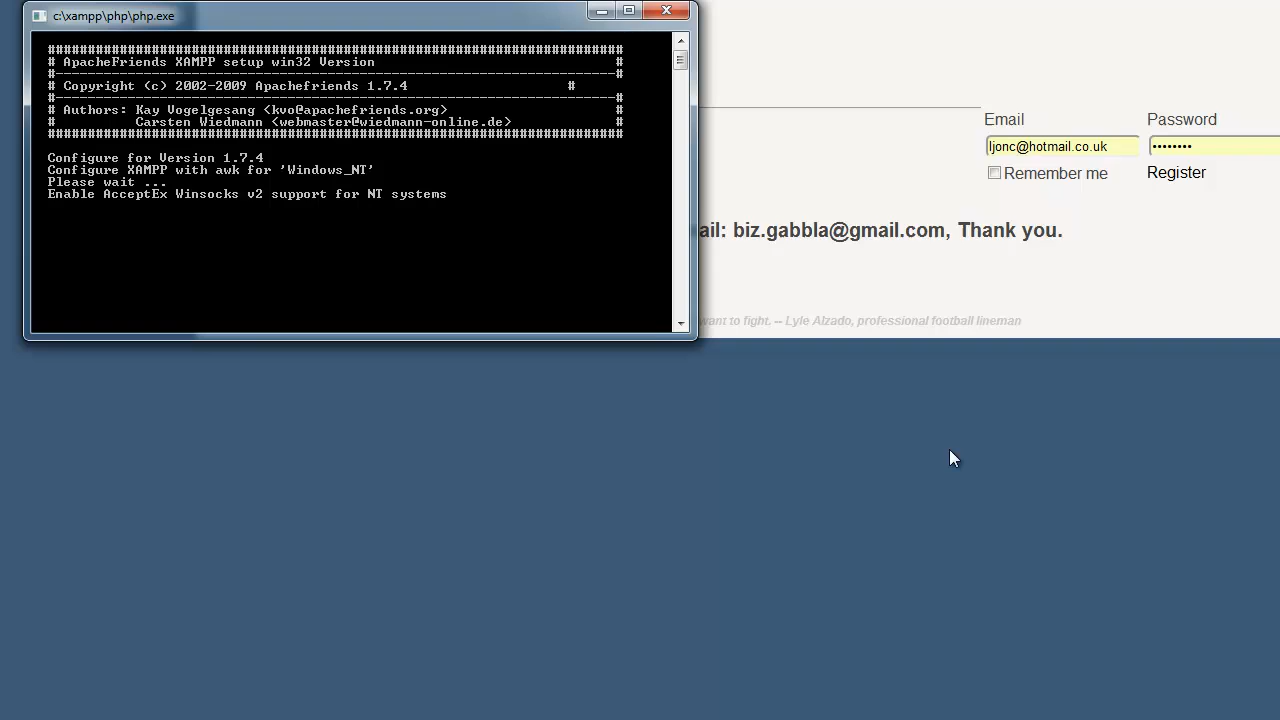 c:\xampp\php\php.exe
########################################################################
# ApacheFriends XAMPP setup win32 Version                              #
#----------------------------------------------------------------------#
# Copyright (c) 2002-2009 Apachefriends 1.7.4                    #
#----------------------------------------------------------------------#
# Authors: Kay Vogelgesang <kvo@apachefriends.org>                     #
#          Carsten Wiedmann <webmaster@wiedmann-online.de>             #
########################################################################
Configure for Version 1.7.4
Configure XAMPP with awk for 'Windows_NT'
Please wait ...
Enable AcceptEx Winsocks v2 support for NT systems
Email Password
ljonc@hotmail.co.uk ••••••••
Remember me Register
ail: biz.gabbla@gmail.com, Thank you.
want to fight. -- Lyle Alzado, professional football lineman